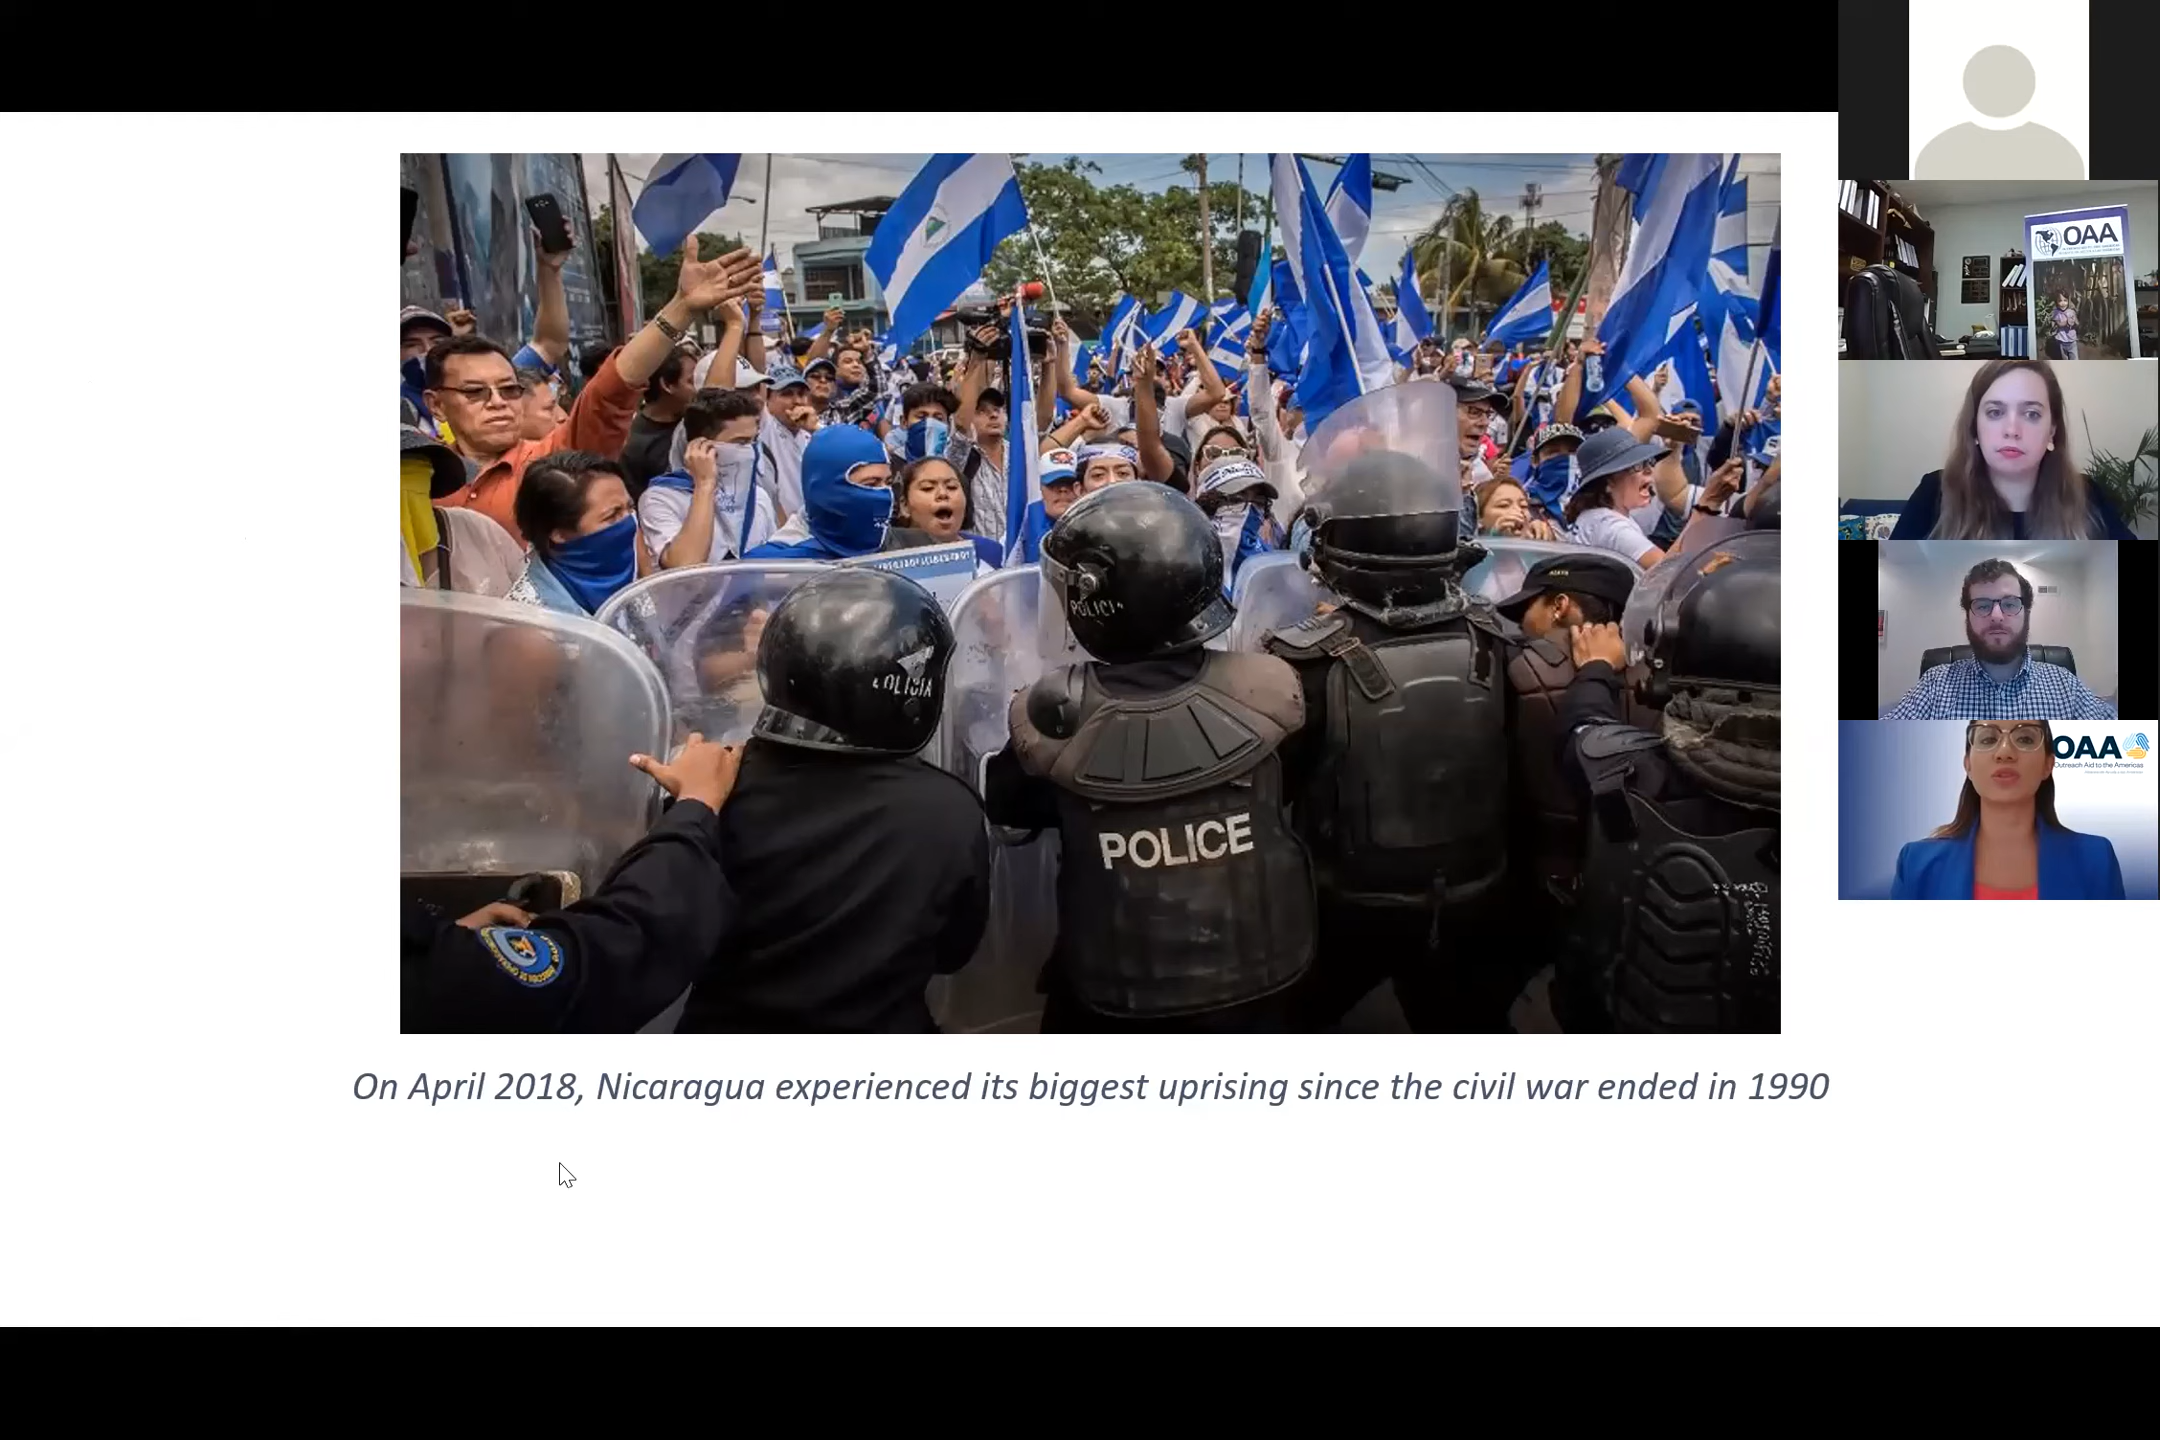 OAA
POLICIA
POLICIA
POLICE
OAA
Outreach Aid to the Americas
On April 2018, Nicaragua experienced its biggest uprising since the civil war ended in 1990